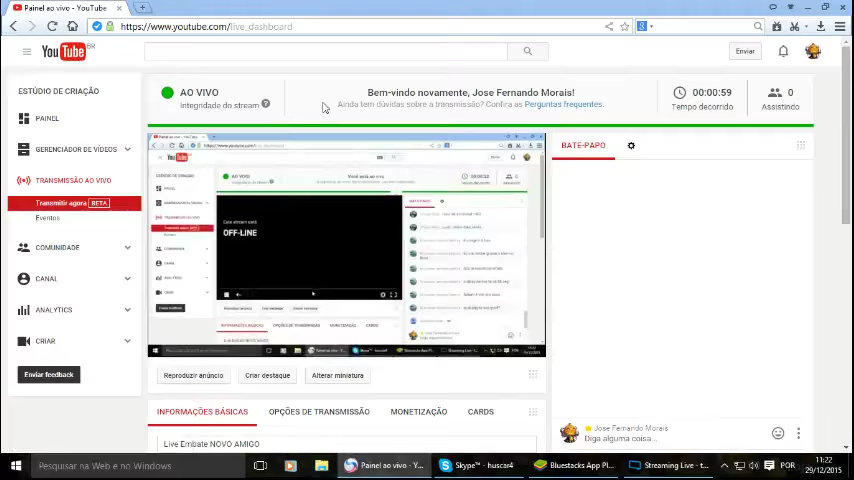 Painel ao vivo - YouTube
https://www.youtube.com/live_dashboard
YouTube BR
Enviar
ESTÚDIO DE CRIAÇÃO
PAINEL
GERENCIADOR DE VÍDEOS
TRANSMISSÃO AO VIVO
Transmitir agora BETA
Eventos
COMUNIDADE
CANAL
ANALYTICS
CRIAR
Enviar feedback
AO VIVO
Integridade do stream ?
Bem-vindo novamente, Jose Fernando Morais!
Ainda tem dúvidas sobre a transmissão? Confira as Perguntas frequentes.
00:00:59
Tempo decorrido
0
Assistindo
AO VIVO
OFF-LINE
Reproduzir anúncio
Criar destaque
Alterar miniatura
INFORMAÇÕES BÁSICAS
OPÇÕES DE TRANSMISSÃO
MONETIZAÇÃO
CARDS
Live Embate NOVO AMIGO
BATE-PAPO
Jose Fernando Morais
Diga alguma coisa...
Pesquisar na Web e no Windows
Painel ao vivo - Y...
Skype™ - huscar4
Bluestacks App Pl...
Streaming Live - t...
POR
11:22
29/12/2015